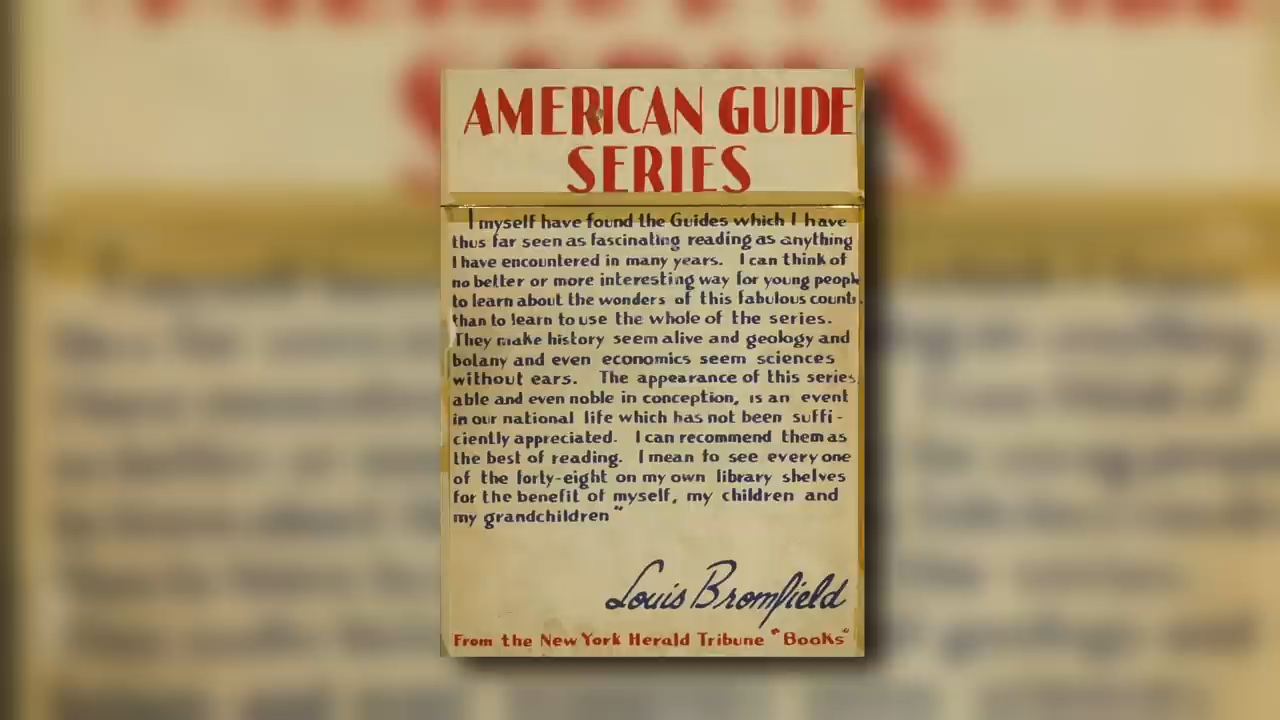 AMERICAN GUIDE
SERIES
I myself have found the Guides which I have
thus far seen as fascinating reading as anything
I have encountered in many years. I can think of
no better or more interesting way for young people
to learn about the wonders of this fabulous
than to learn to use the whole of the series.
They make history seem alive and geology and
botany and even economics seem sciences
without ears. The appearance of this series,
able and even noble in conception, is an event
in our national life which has not been suffi-
ciently appreciated. I can recommend them as
the best of reading. I mean to see every one
of the forty-eight on my own library shelves
for the benefit of myself, my children and
my grandchildren"
Louis Bromfield
From the New York Herald Tribune "Books"